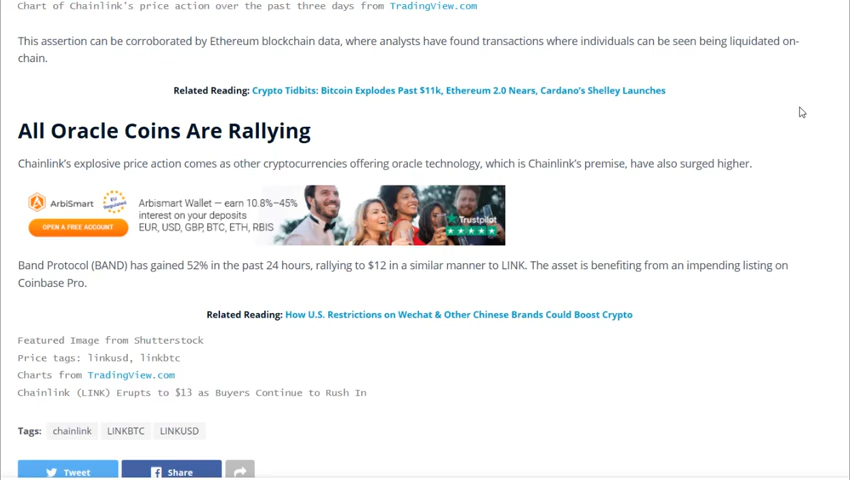 Chart of Chainlink's price action over the past three days from TradingView.com
This assertion can be corroborated by Ethereum blockchain data, where analysts have found transactions where individuals can be seen being liquidated on-
chain.
Related Reading: Crypto Tidbits: Bitcoin Explodes Past $11k, Ethereum 2.0 Nears, Cardano's Shelley Launches
All Oracle Coins Are Rallying
Chainlink's explosive price action comes as other cryptocurrencies offering oracle technology, which is Chainlink's premise, have also surged higher.
ArbiSmart
EU
Regulated
OPEN A FREE ACCOUNT
Arbismart Wallet — earn 10.8%–45%
interest on your deposits
EUR, USD, GBP, BTC, ETH, RBIS
Trustpilot
Band Protocol (BAND) has gained 52% in the past 24 hours, rallying to $12 in a similar manner to LINK. The asset is benefiting from an impending listing on
Coinbase Pro.
Related Reading: How U.S. Restrictions on Wechat & Other Chinese Brands Could Boost Crypto
Featured Image from Shutterstock
Price tags: linkusd, linkbtc
Charts from TradingView.com
Chainlink (LINK) Erupts to $13 as Buyers Continue to Rush In
Tags: chainlink LINKBTC LINKUSD
Tweet Share